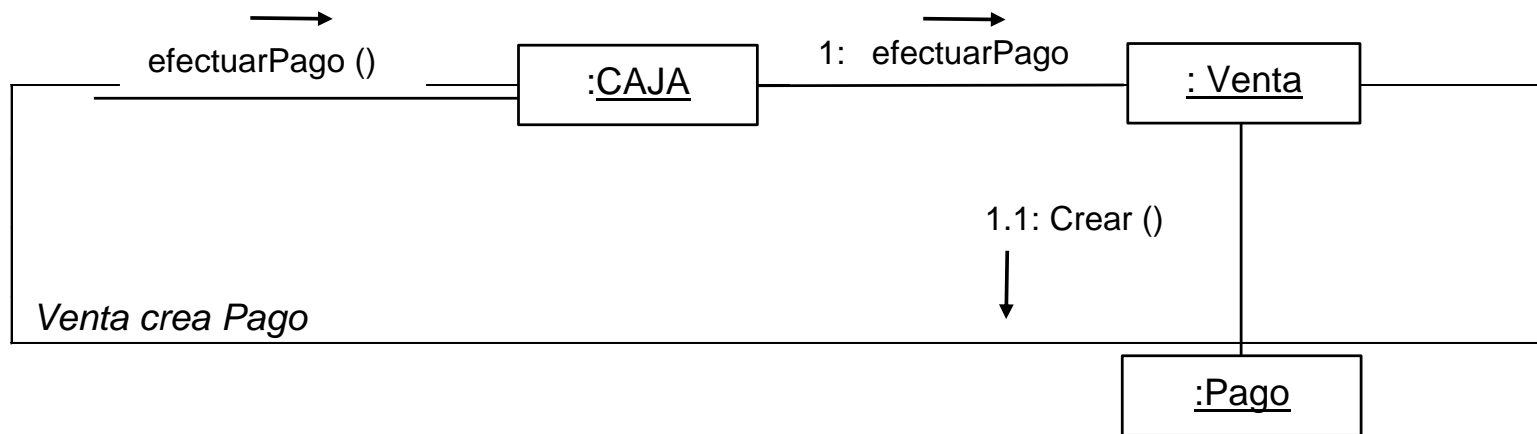 efectuarPago ()
:CAJA
1: efectuarPago
: Venta
1.1: Crear ()
Venta crea Pago
:Pago